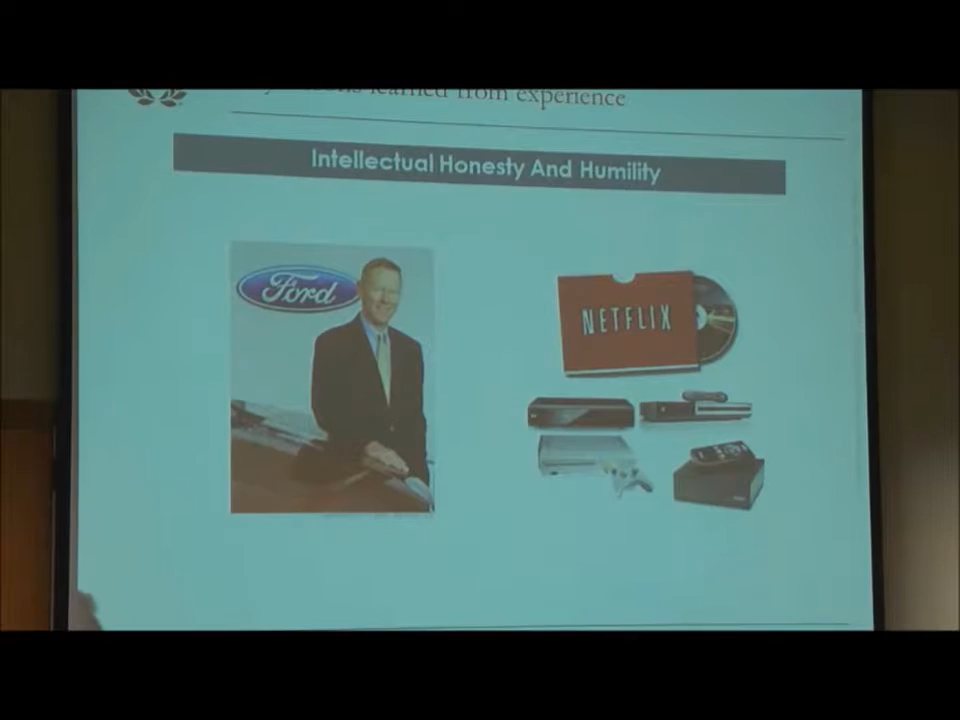 learned from experience
Intellectual Honesty And Humility
Ford
NETFLIX